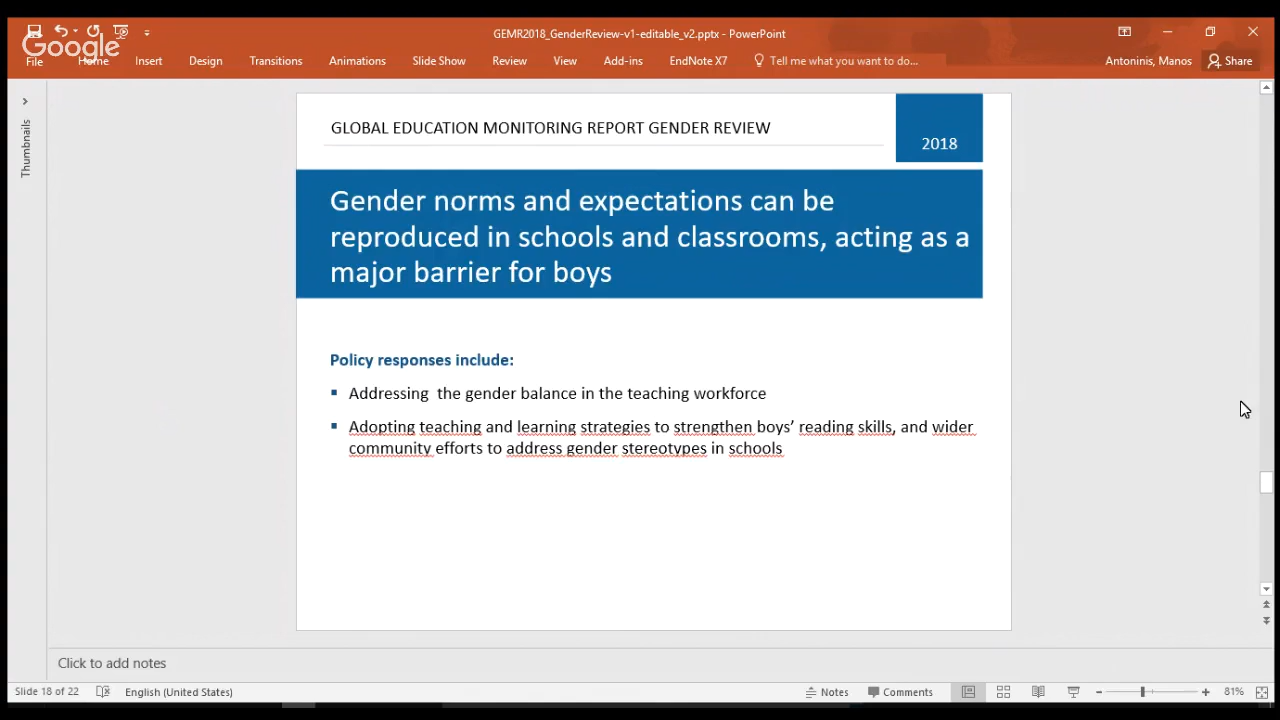 GEMR2018_GenderReview-v1-editable_v2.pptx - PowerPoint
Google
File Home Insert Design Transitions Animations Slide Show Review View Add-ins EndNote X7 Tell me what you want to do... Antoninis, Manos Share
Thumbnails
GLOBAL EDUCATION MONITORING REPORT GENDER REVIEW
2018
Gender norms and expectations can be
reproduced in schools and classrooms, acting as a
major barrier for boys
Policy responses include:
▪ Addressing  the gender balance in the teaching workforce
▪ Adopting teaching and learning strategies to strengthen boys’ reading skills, and wider
community efforts to address gender stereotypes in schools
Click to add notes
Slide 18 of 22 English (United States) Notes Comments 81%